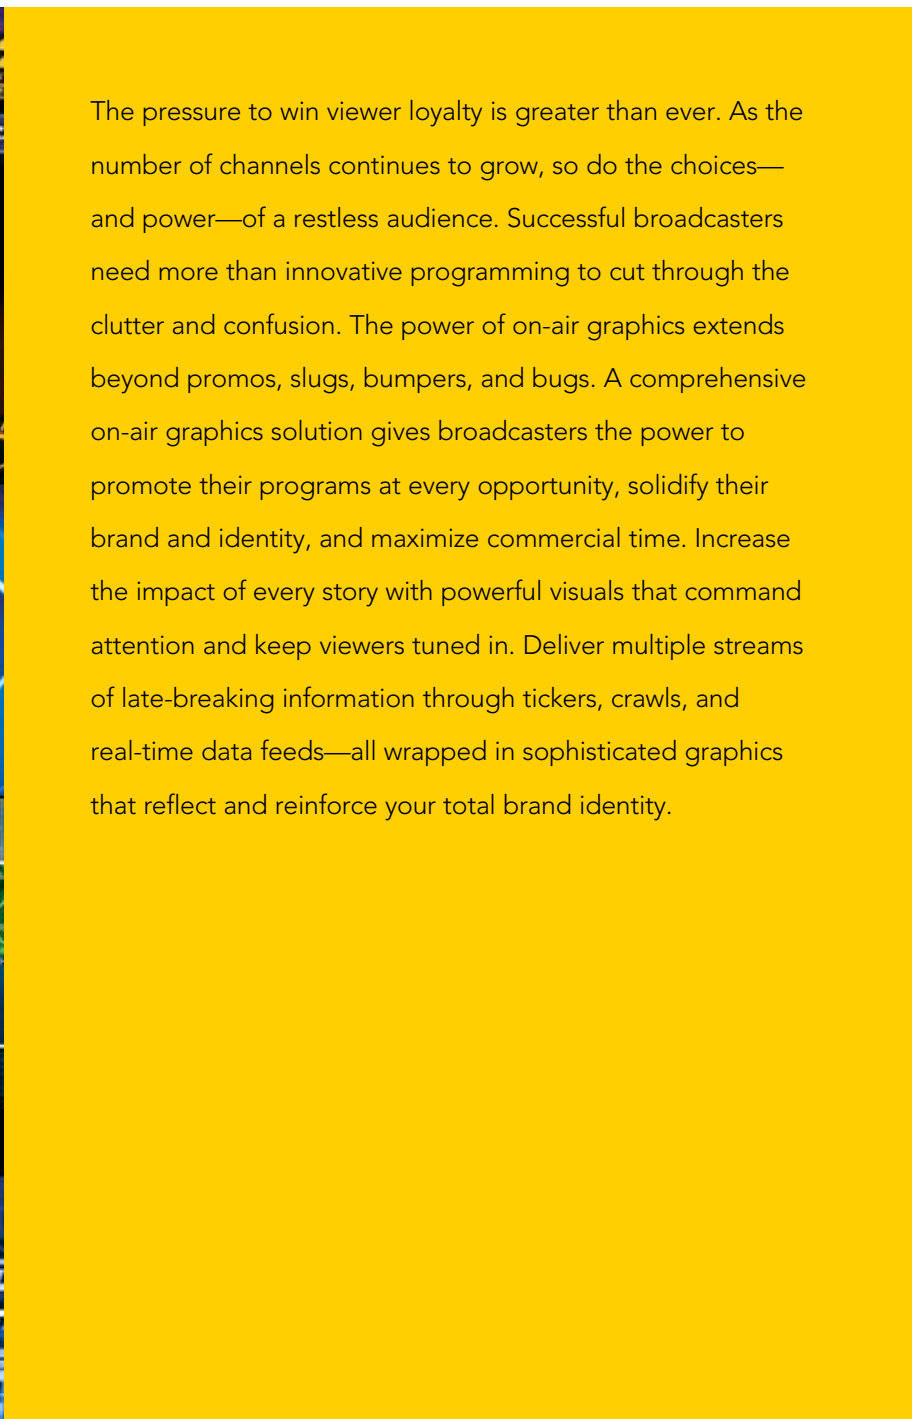 The pressure to win viewer loyalty is greater than ever. As the
number of channels continues to grow, so do the choices—
and power—of a restless audience. Successful broadcasters
need more than innovative programming to cut through the
clutter and confusion. The power of on-air graphics extends
beyond promos, slugs, bumpers, and bugs. A comprehensive
on-air graphics solution gives broadcasters the power to
promote their programs at every opportunity, solidify their
brand and identity, and maximize commercial time. Increase
the impact of every story with powerful visuals that command
attention and keep viewers tuned in. Deliver multiple streams
of late-breaking information through tickers, crawls, and
real-time data feeds—all wrapped in sophisticated graphics
that reflect and reinforce your total brand identity.